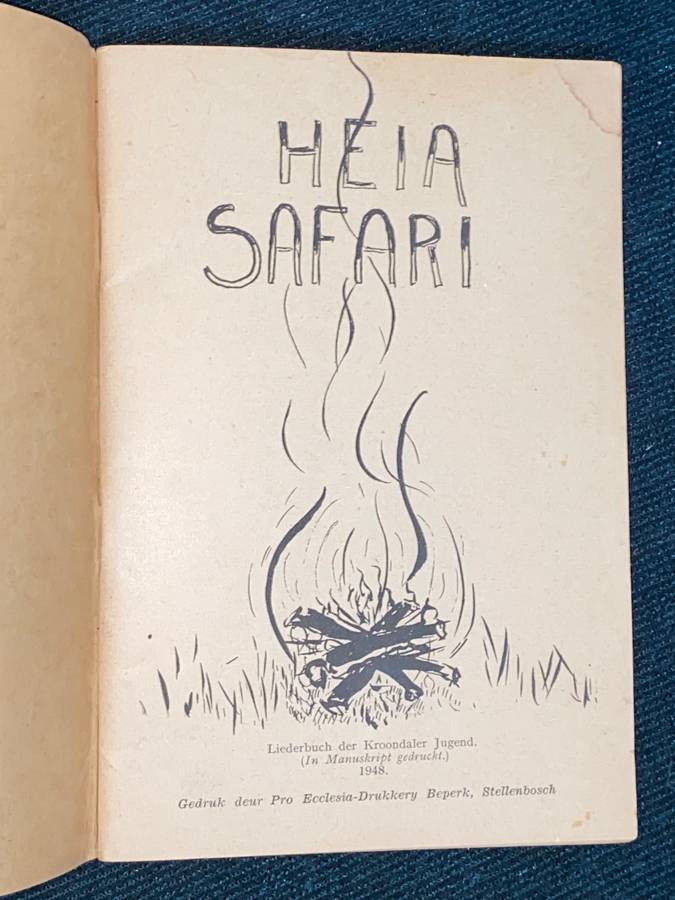 HEIA
SAFARI
Liederbuch der Kroondaler Jugend.
(In Manuskript gedruckt.)
1948.
Gedruk deur Pro Ecclesia-Drukkery Beperk, Stellenbosch